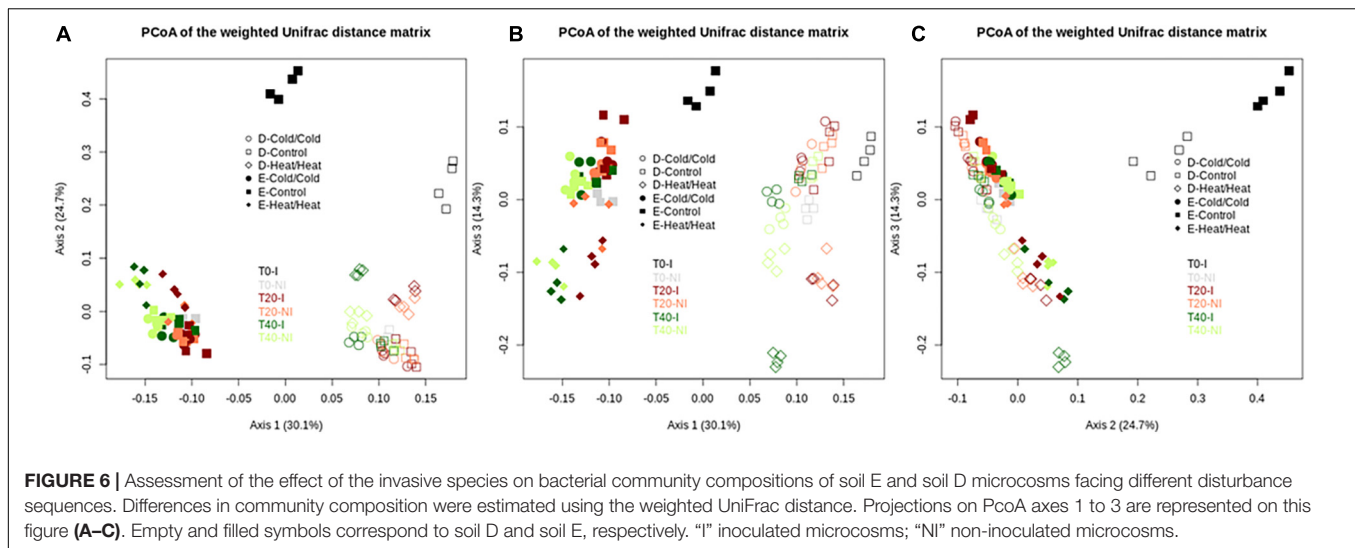 A
PCoA of the weighted Unifrac distance matrix
Axis 2 (24.7%)
0.4
0.3
0.2
0.1
0.0
-0.1
D-Cold/Cold
D-Control
D-Heat/Heat
E-Cold/Cold
E-Control
E-Heat/Heat
T0-I
T0-NI
T20-I
T20-NI
T40-I
T40-NI
-0.15 -0.10 -0.05 0.00 0.05 0.10 0.15
Axis 1 (30.1%)
B
PCoA of the weighted Unifrac distance matrix
Axis 3 (14.3%)
0.1
0.0
-0.1
-0.2
D-Cold/Cold
D-Control
D-Heat/Heat
E-Cold/Cold
E-Control
E-Heat/Heat
T0-I
T0-NI
T20-I
T20-NI
T40-I
T40-NI
-0.15 -0.10 -0.05 0.00 0.05 0.10 0.15
Axis 1 (30.1%)
C
PCoA of the weighted Unifrac distance matrix
Axis 3 (14.3%)
0.1
0.0
-0.1
-0.2
D-Cold/Cold
D-Control
D-Heat/Heat
E-Cold/Cold
E-Control
E-Heat/Heat
T0-I
T0-NI
T20-I
T20-NI
T40-I
T40-NI
-0.1 0.0 0.1 0.2 0.3 0.4
Axis 2 (24.7%)
FIGURE 6 | Assessment of the effect of the invasive species on bacterial community compositions of soil E and soil D microcosms facing different disturbance
sequences. Differences in community composition were estimated using the weighted UniFrac distance. Projections on PcoA axes 1 to 3 are represented on this
figure (A–C). Empty and filled symbols correspond to soil D and soil E, respectively. “I” inoculated microcosms; “NI” non-inoculated microcosms.